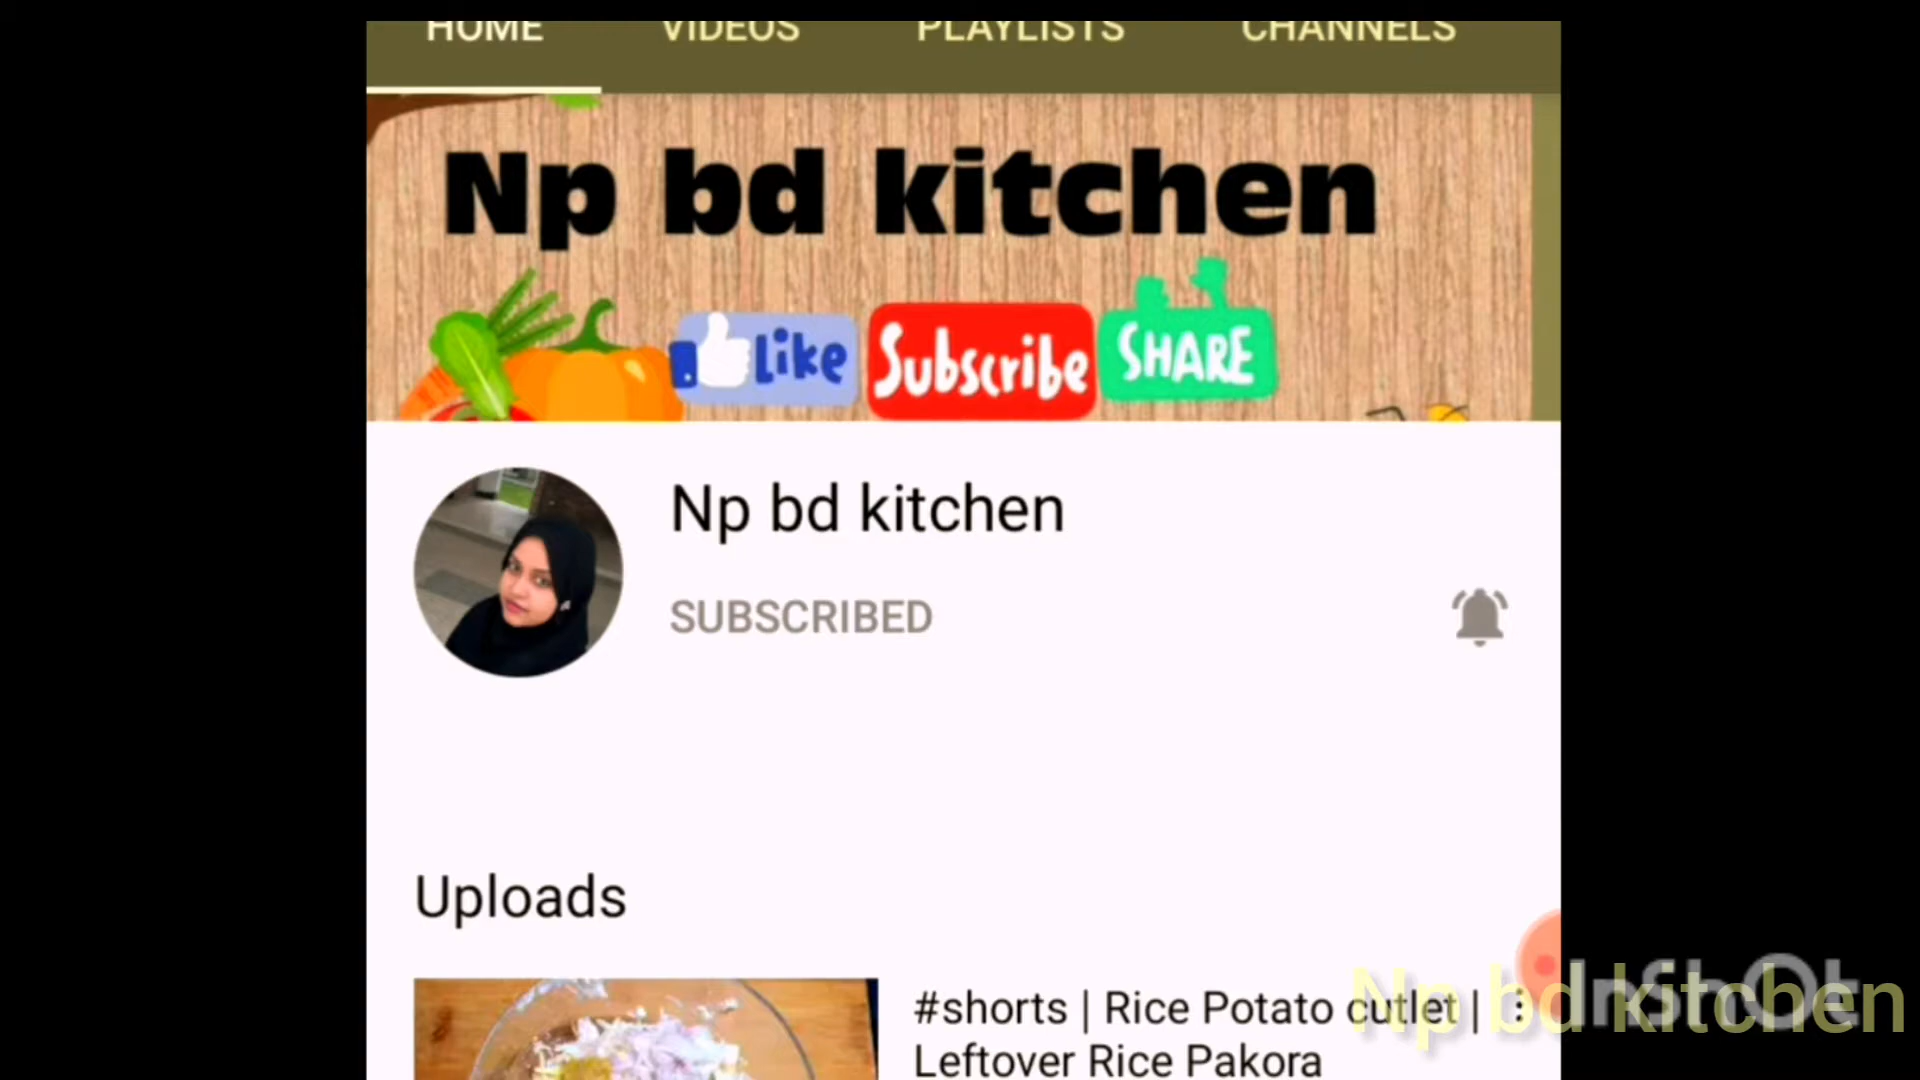 HOME VIDEOS PLAYLISTS CHANNELS
Np bd kitchen
Like Subscribe SHARE
Np bd kitchen
SUBSCRIBED
Uploads
#shorts | Rice Potato cutlet |
Leftover Rice Pakora
InShOt
Np bd kitchen